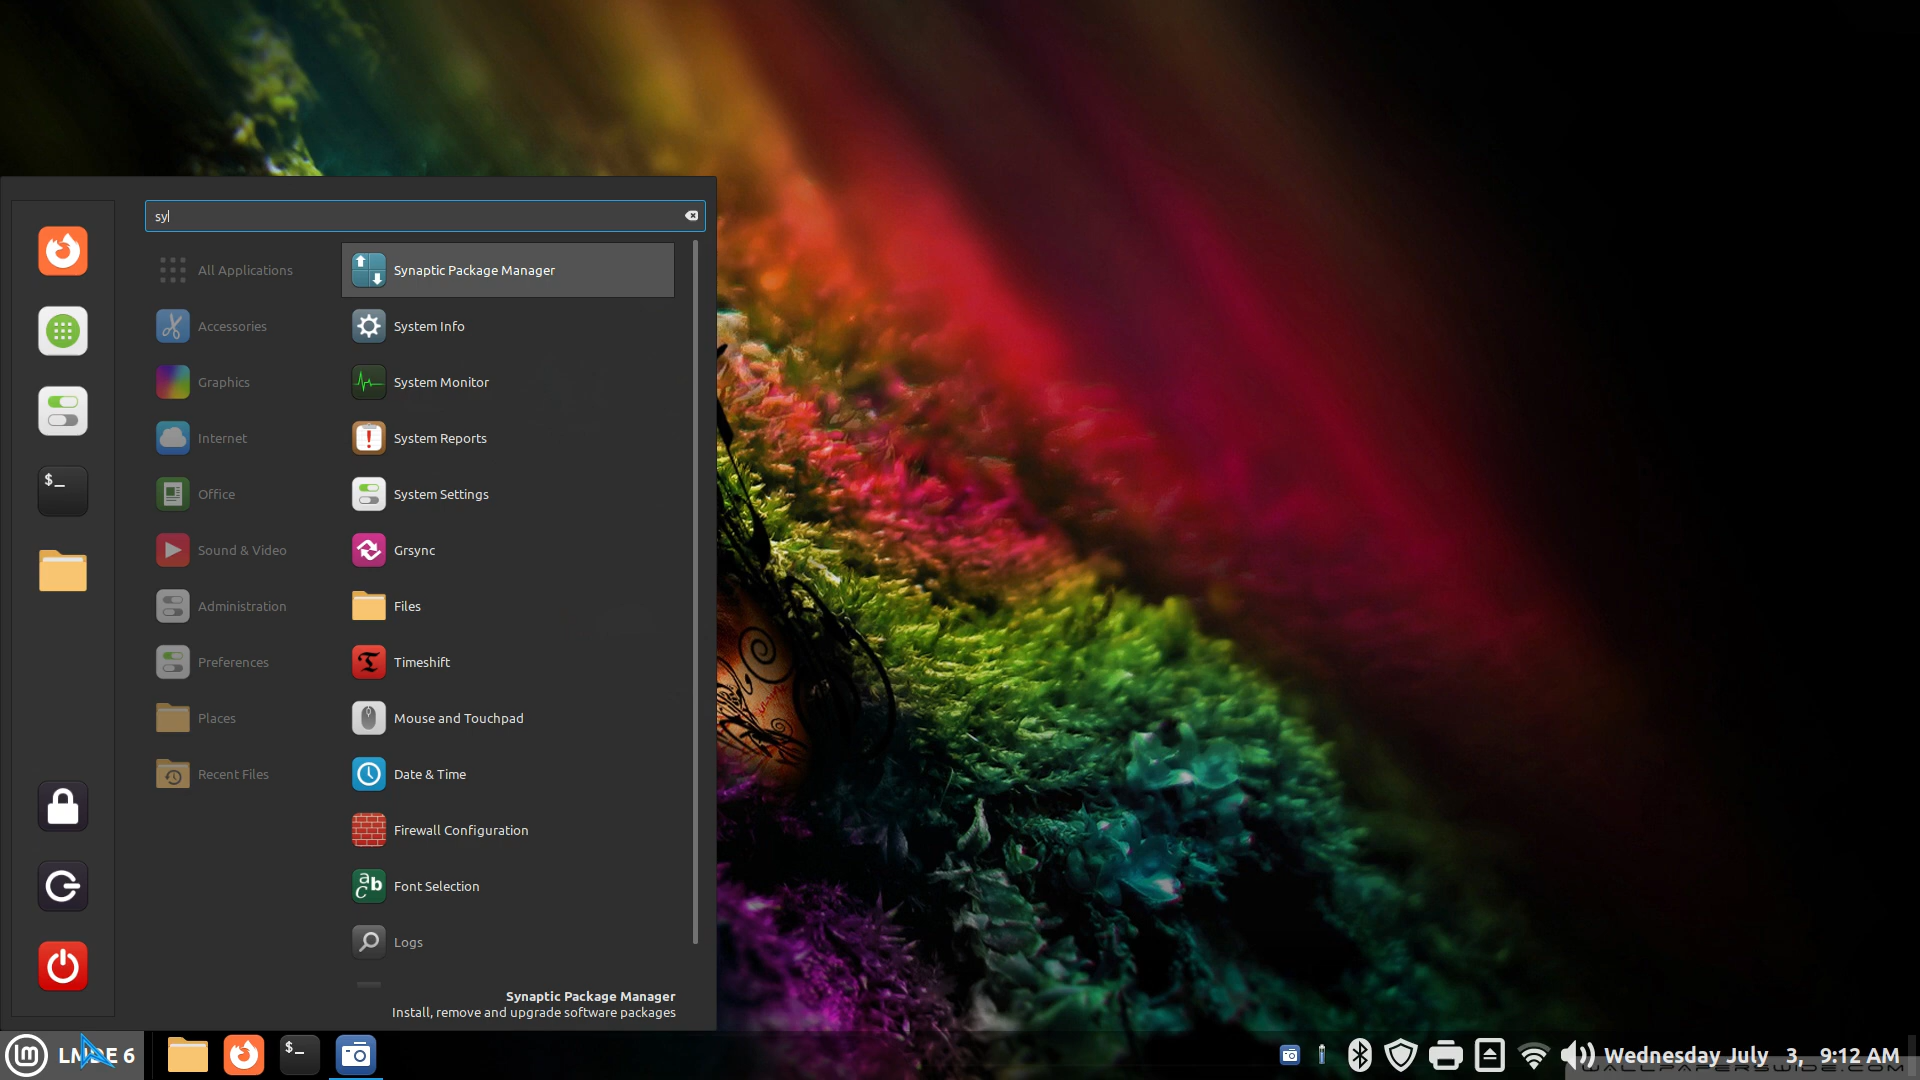 sy
All Applications
Accessories
Graphics
Internet
Office
Sound & Video
Administration
Preferences
Places
Recent Files
Synaptic Package Manager
System Info
System Monitor
System Reports
System Settings
Grsync
Files
Timeshift
Mouse and Touchpad
Date & Time
Firewall Configuration
Font Selection
Logs
Synaptic Package Manager
Install, remove and upgrade software packages
$_
LMDE 6
$_
Wednesday July 3, 9:12 AM
WALLPAPERSWIDE.COM